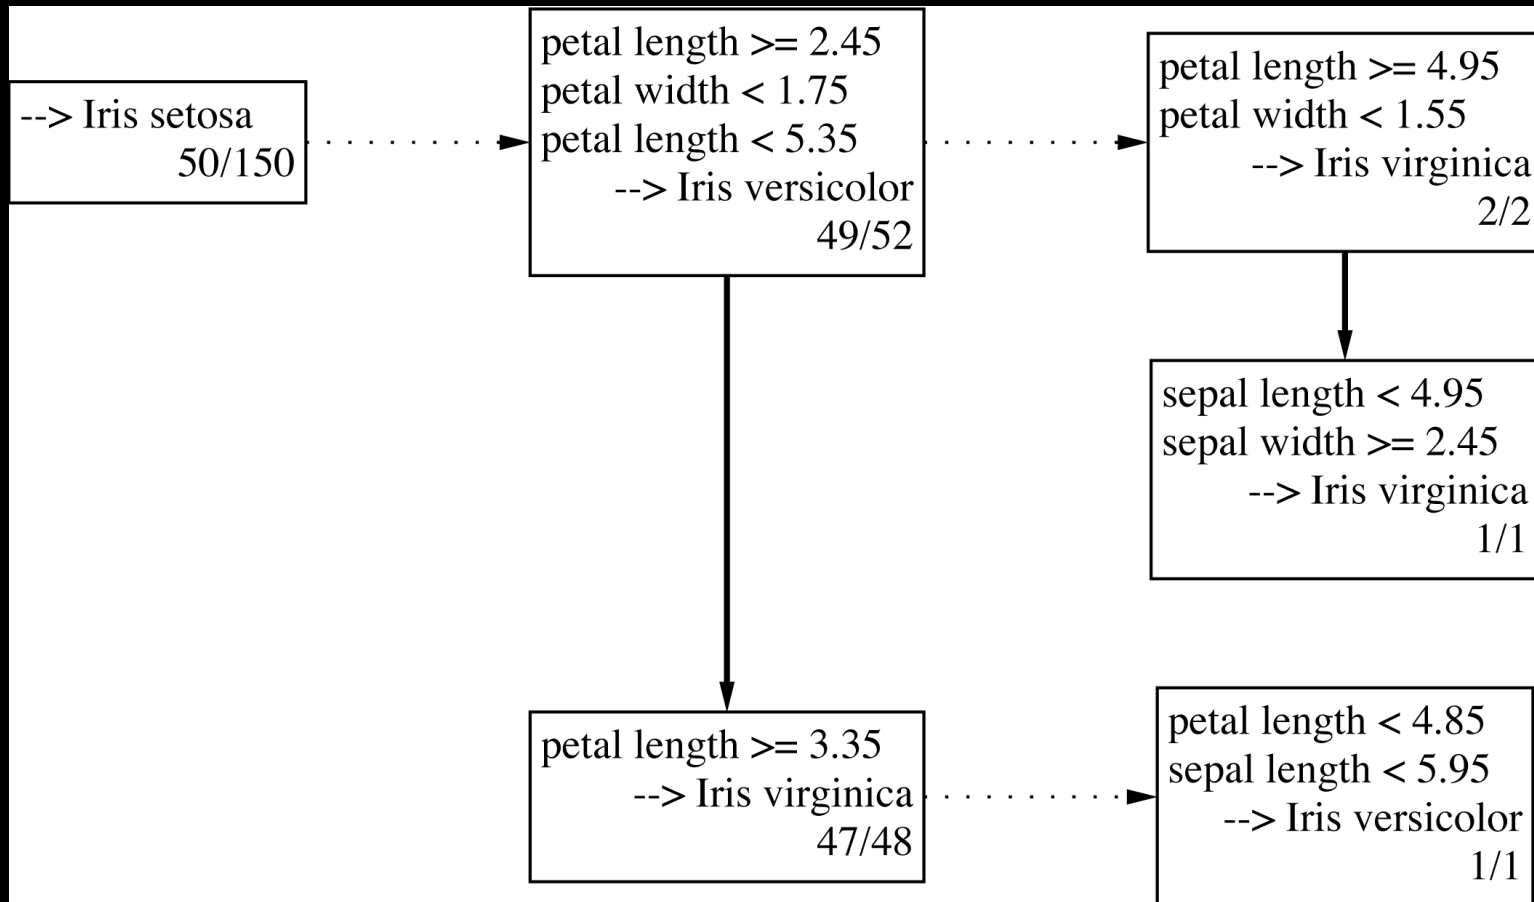 --> Iris setosa
50/150
petal length >= 2.45
petal width < 1.75
petal length < 5.35
--> Iris versicolor
49/52
petal length >= 4.95
petal width < 1.55
--> Iris virginica
2/2
sepal length < 4.95
sepal width >= 2.45
--> Iris virginica
1/1
petal length >= 3.35
--> Iris virginica
47/48
petal length < 4.85
sepal length < 5.95
--> Iris versicolor
1/1